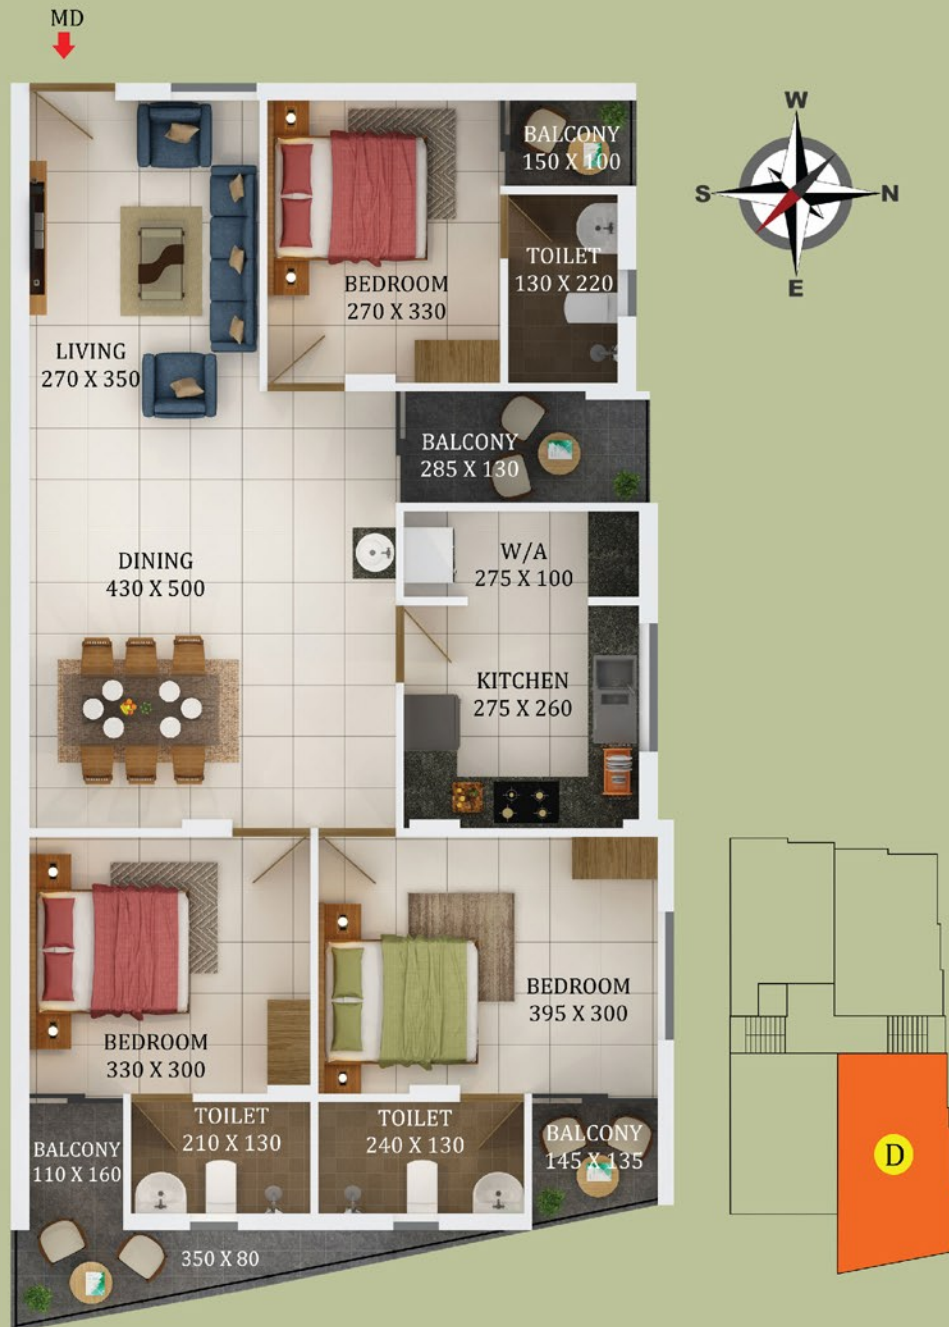 MD
W
S
N
E
BALCONY
150 X 100
TOILET
130 X 220
BEDROOM
270 X 330
LIVING
270 X 350
BALCONY
285 X 130
W/A
275 X 100
DINING
430 X 500
KITCHEN
275 X 260
BEDROOM
395 X 300
BEDROOM
330 X 300
TOILET
210 X 130
TOILET
240 X 130
BALCONY
110 X 160
BALCONY
145 X 135
350 X 80
D